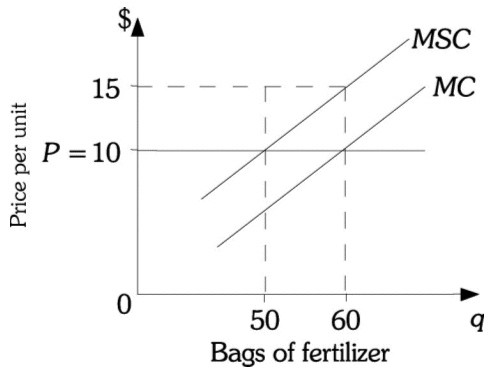 $
MSC
15
MC
P = 10
Price per unit
0
50
60
q
Bags of fertilizer